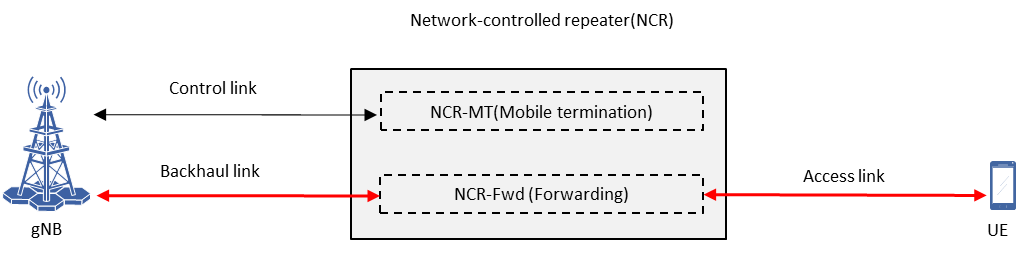 Network-controlled repeater(NCR)
Control link
NCR-MT(Mobile termination)
Backhaul link
NCR-Fwd (Forwarding)
Access link
gNB
UE